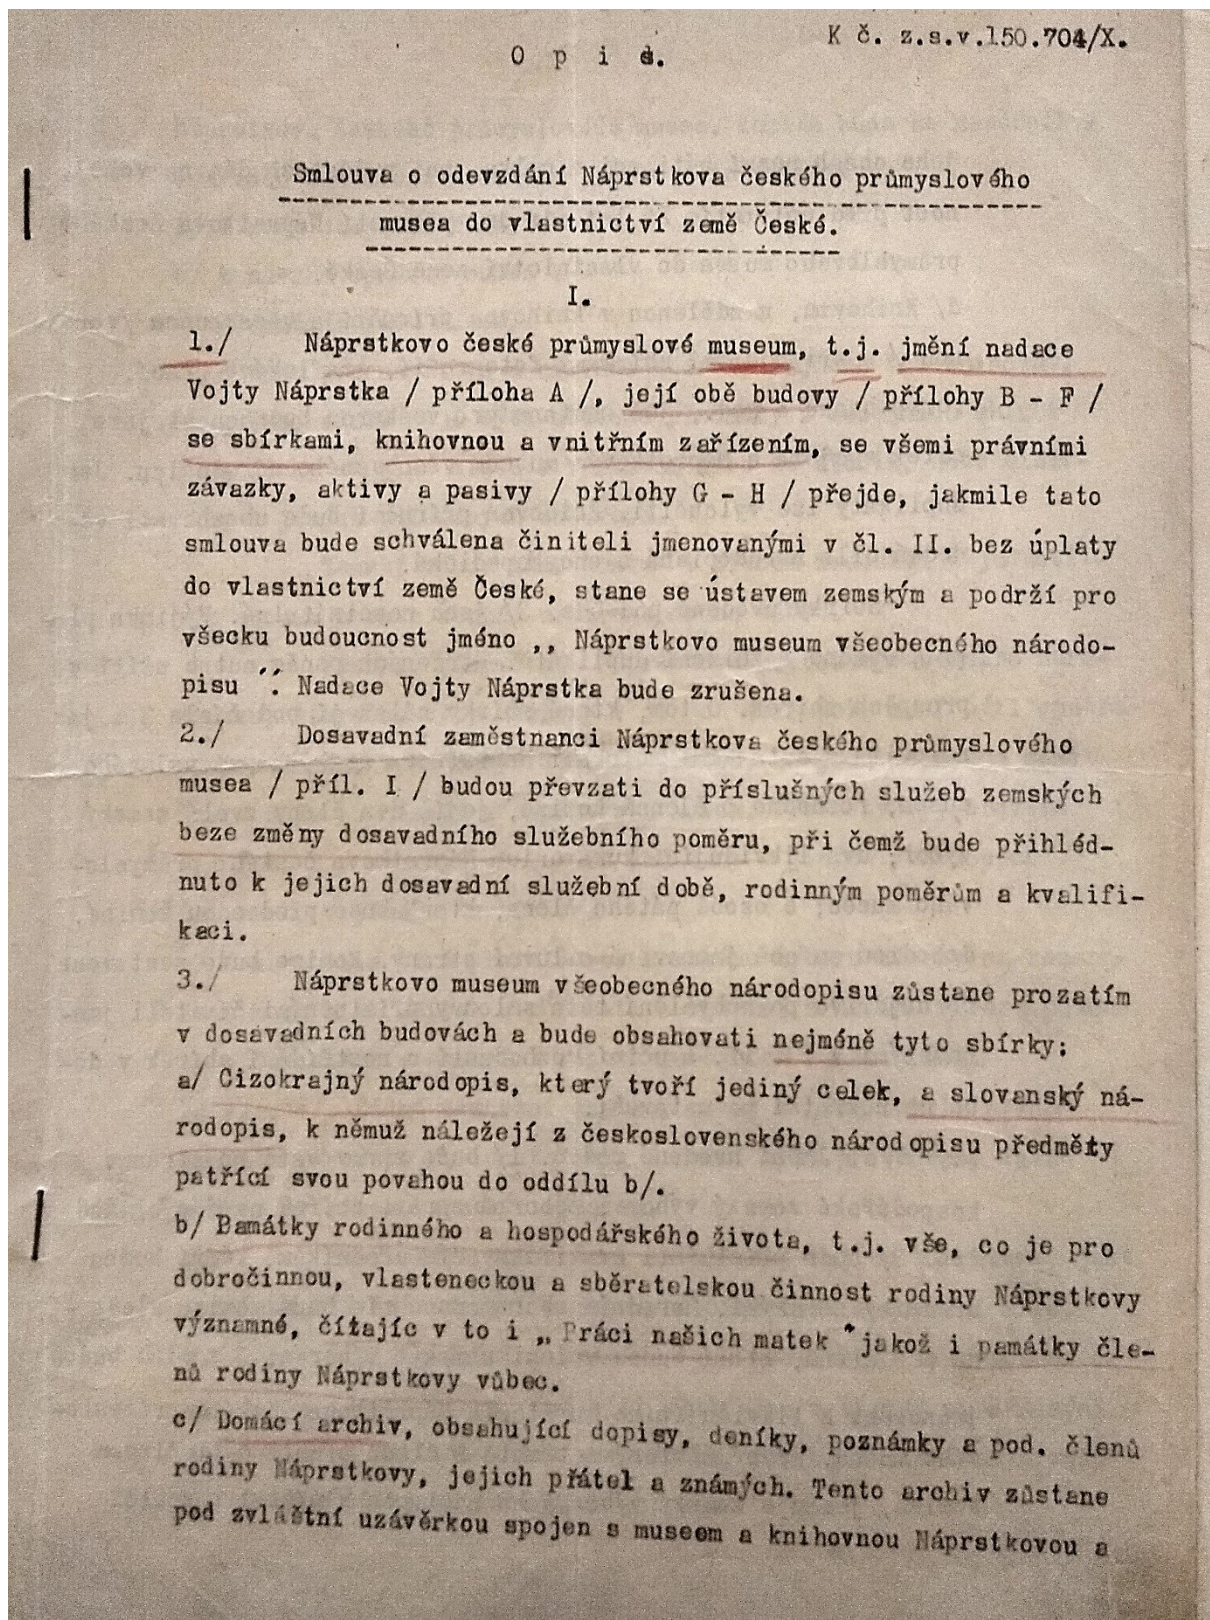 K č. z.s.v.150.704/X.
O p i s.
Smlouva o odevzdání Náprstkova českého průmyslového
musea do vlastnictví země České.
I.
1./ Náprstkovo české průmyslové museum, t.j. jmění nadace
Vojty Náprstka / příloha A /, její obě budovy / přílohy B - F /
se sbírkami, knihovnou a vnitřním zařízením, se všemi právními
závazky, aktivy a pasivy / přílohy G - H / přejde, jakmile tato
smlouva bude schválena činiteli jmenovanými v čl. II. bez úplaty
do vlastnictví země České, stane se ústavem zemským a podrží pro
všecku budoucnost jméno ,, Náprstkovo museum všeobecného národo-
pisu ´´. Nadace Vojty Náprstka bude zrušena.
2./ Dosavadní zaměstnanci Náprstkova českého průmyslového
musea / příl. I / budou převzati do příslušných služeb zemských
beze změny dosavadního služebního poměru, při čemž bude přihléd-
nuto k jejich dosavadní služební době, rodinným poměrům a kvalifi-
kaci.
3./ Náprstkovo museum všeobecného národopisu zůstane prozatím
v dosavadních budovách a bude obsahovati nejméně tyto sbírky:
a/ Cizokrajný národopis, který tvoří jediný celek, a slovanský ná-
rodopis, k němuž náležejí z československého národopisu předměty
patřící svou povahou do oddílu b/.
b/ Bamátky rodinného a hospodářského života, t.j. vše, co je pro
dobročinnou, vlasteneckou a sběratelskou činnost rodiny Náprstkovy
významné, čítajíc v to i „ Práci našich matek " jakož i památky čle-
nů rodiny Náprstkovy vůbec.
c/ Domácí archiv, obsahující dopisy, deníky, poznámky a pod. členů
rodiny Náprstkovy, jejich přátel a známých. Tento archiv zůstane
pod zvláštní uzávěrkou spojen s museem a knihovnou Náprstkovou a